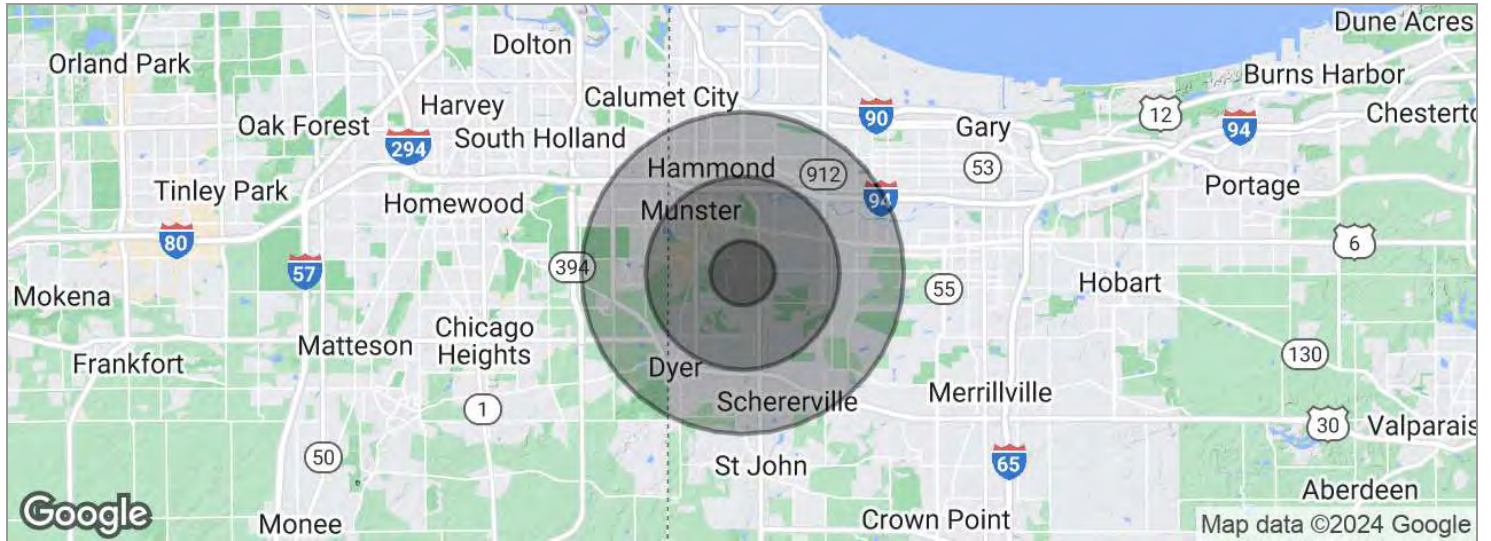 Dune Acres
Orland Park
Dolton
Burns Harbor
Calumet City
Harvey
90
12
Chesterto
Oak Forest
Gary
94
294
South Holland
53
Hammond
912
Tinley Park
Portage
Homewood
Munster
94
80
6
394
57
55
Hobart
Mokena
Chicago
Heights
Matteson
130
Frankfort
Dyer
Merrillville
1
Schererville
30
Valparais
50
St John
65
Aberdeen
Google
Monee
Crown Point
Map data ©2024 Google